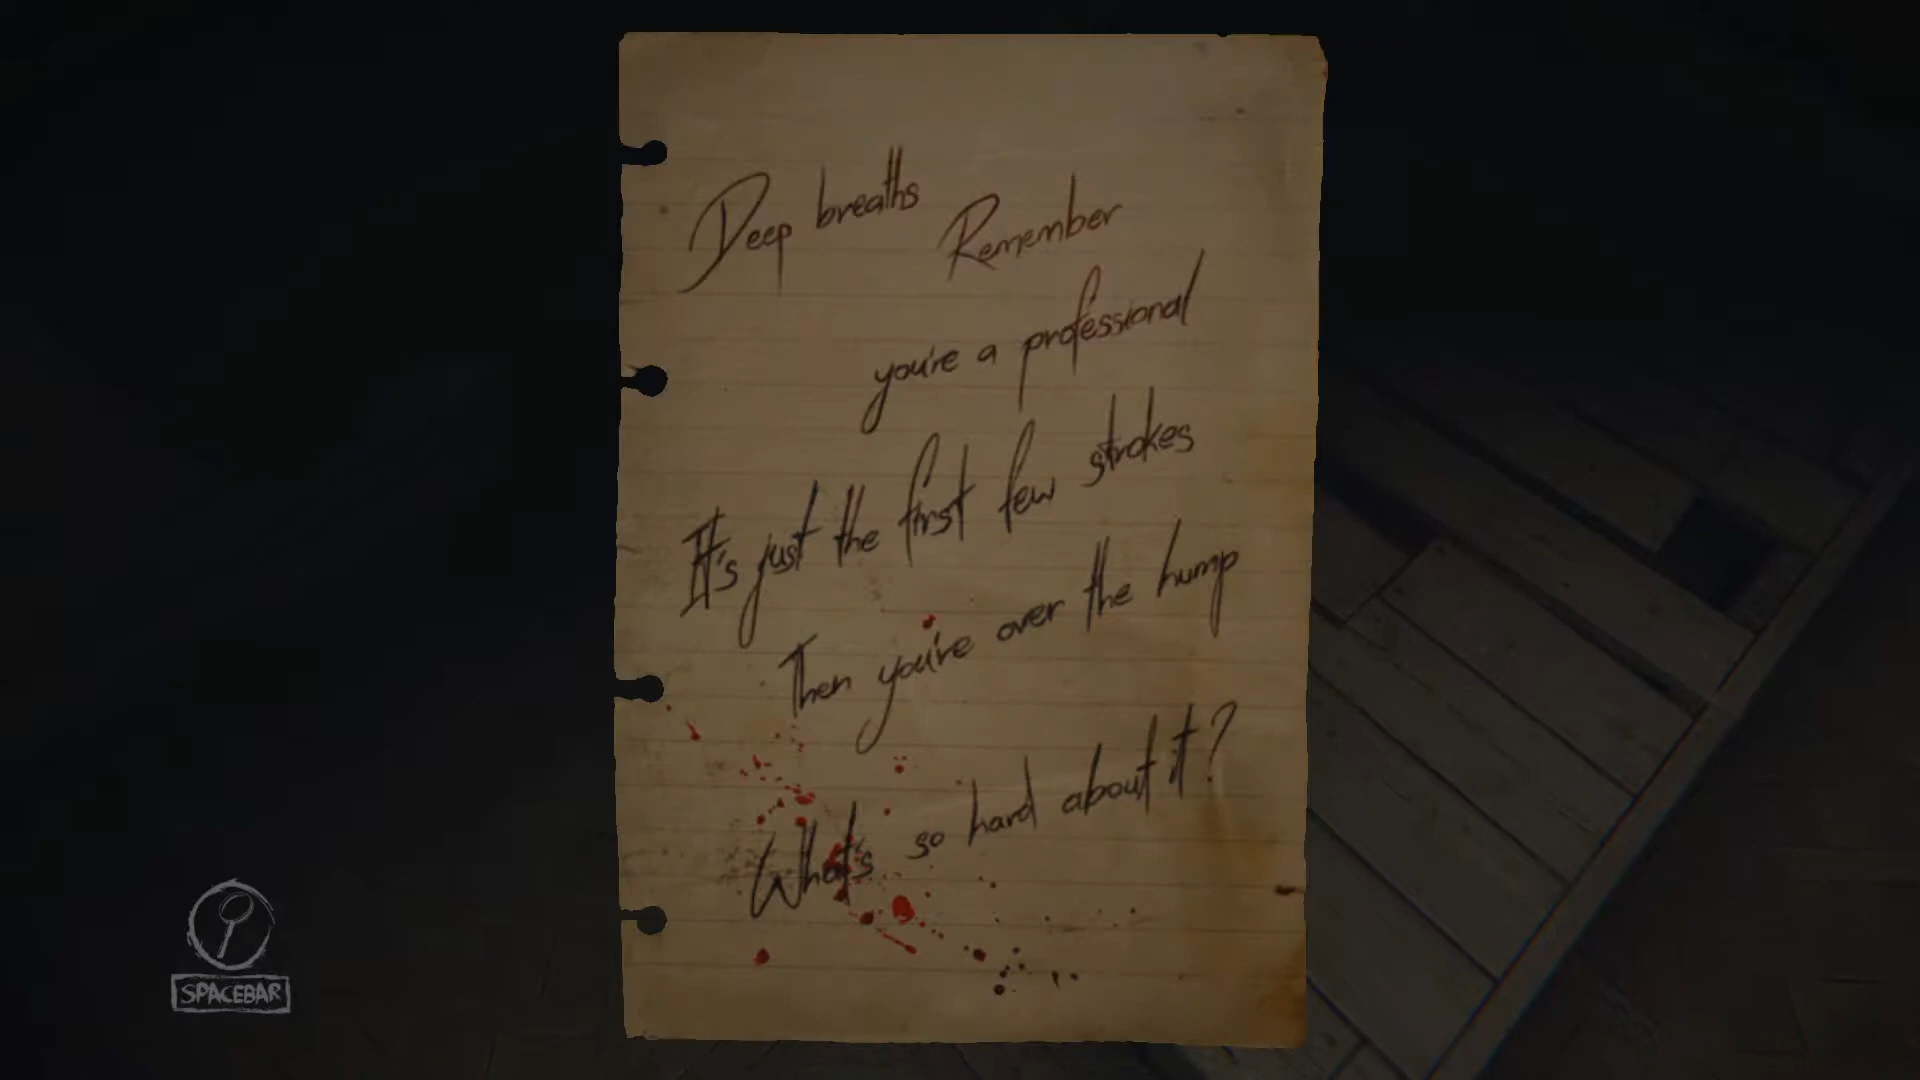 Deep breaths Remember
you're a professional
It's just the first few strokes
Then you're over the hump
What's so hard about it?
SPACEBAR